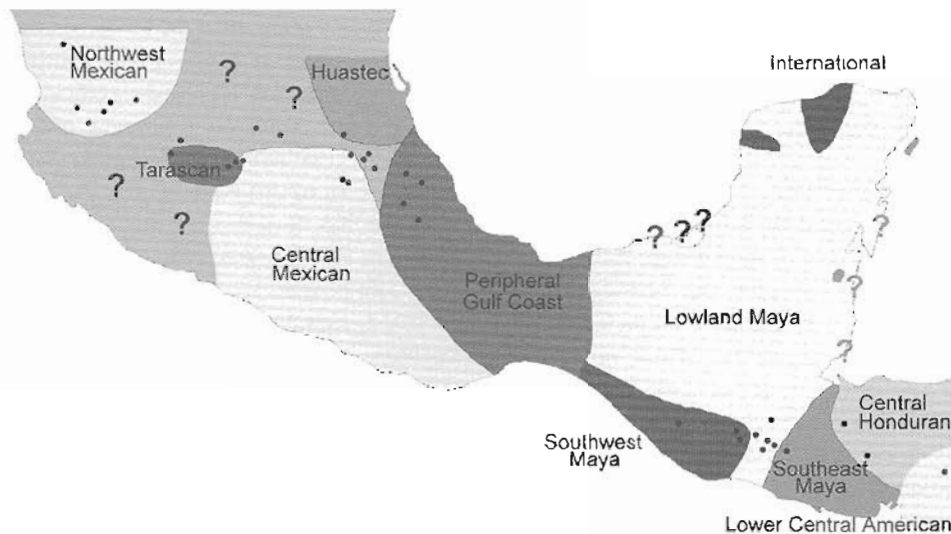 Northwest
Mexican
?
Huastec
?
International
Tarascan
?
?
Central
Mexican
Peripheral
Gulf Coast
? ? ?
?
?
Lowland Maya
?
Southwest
Maya
Central
Honduran
Southeast
Maya
Lower Central American